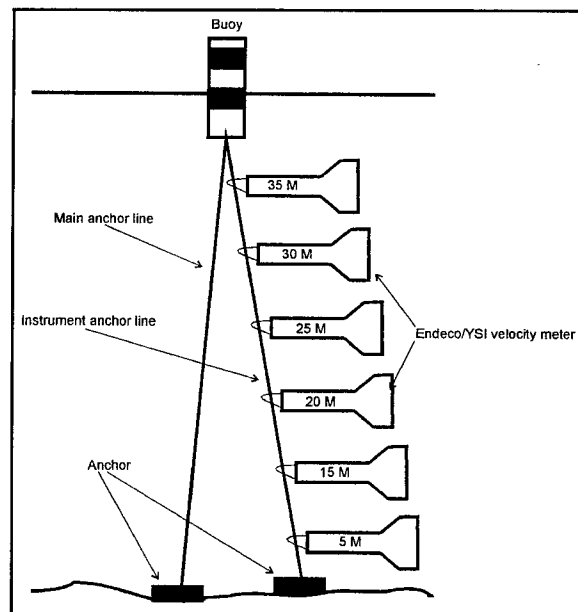 Buoy
35 M
Main anchor line
30 M
instrument anchor line
25 M
Endeco/YSI velocity meter
20 M
Anchor
15 M
5 M